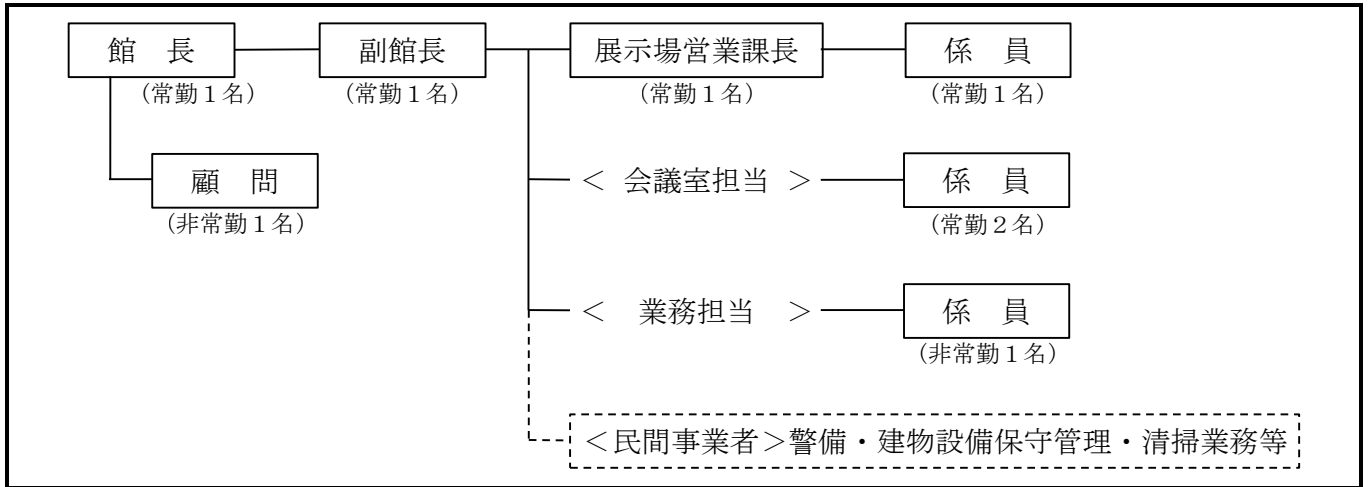 館　長　副館長　展示場営業課長　係　員
（常勤１名）　（常勤１名）　（常勤１名）　（常勤１名）
顧　問　＜　会議室担当　＞　係　員
（非常勤１名）　（常勤２名）
＜　業務担当　＞　係　員
（非常勤１名）
＜民間事業者＞警備・建物設備保守管理・清掃業務等